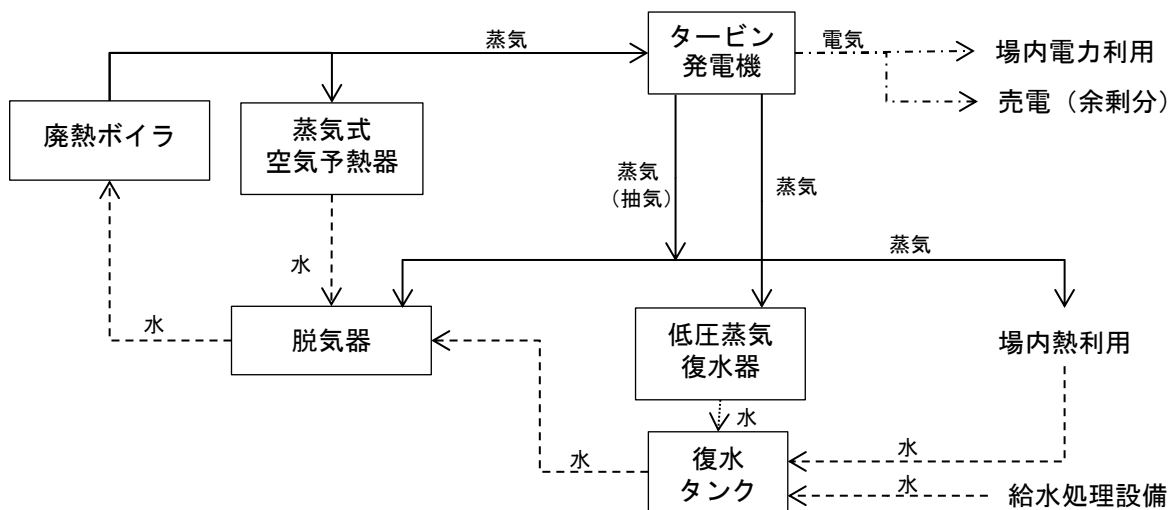 蒸気
タービン
発電機
電気
場内電力利用
売電（余剰分）
廃熱ボイラ
蒸気式
空気予熱器
蒸気
（抽気）
蒸気
蒸気
水
水
脱気器
低圧蒸気
復水器
場内熱利用
水
水
復水
タンク
水
水
給水処理設備